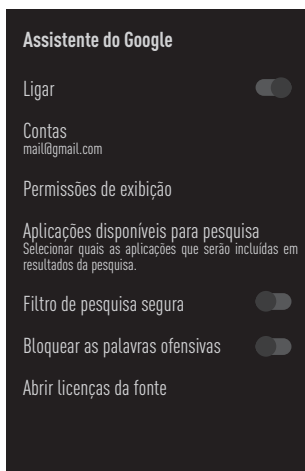 Assistente do Google
Ligar
Contas
mail@gmail.com
Permissões de exibição
Aplicações disponíveis para pesquisa
Selecionar quais as aplicações que serão incluídas em
resultados da pesquisa.
Filtro de pesquisa segura
Bloquear as palavras ofensivas
Abrir licenças da fonte